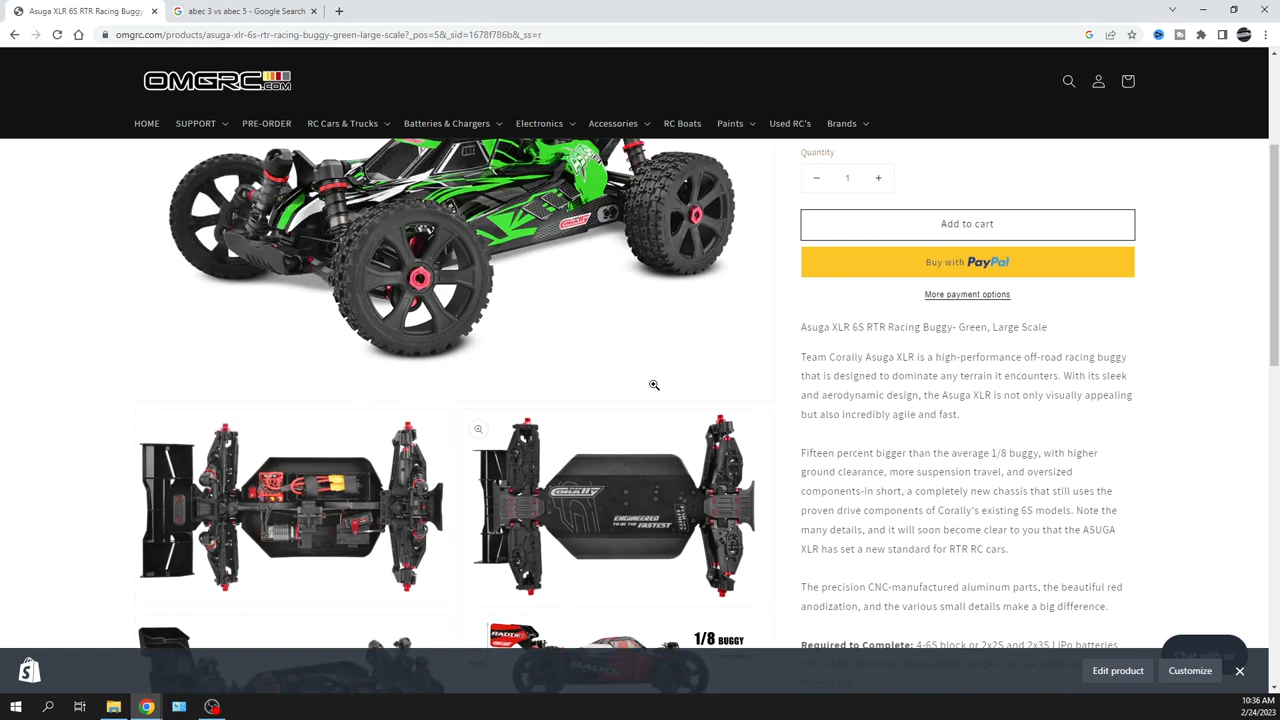 Asuga XLR 6S RTR Racing Buggy
abec 3 vs abec 5 - Google Search
omgrc.com/products/asuga-xlr-6s-rtr-racing-buggy-green-large-scale?_pos=5&_sid=1678f786b&_ss=r
OMGRC.COM
HOME SUPPORT PRE-ORDER RC Cars & Trucks Batteries & Chargers Electronics Accessories RC Boats Paints Used RC's Brands
Quantity
1
Add to cart
Buy with PayPal
More payment options
Asuga XLR 6S RTR Racing Buggy- Green, Large Scale
Team Corally Asuga XLR is a high-performance off-road racing buggy
that is designed to dominate any terrain it encounters. With its sleek
and aerodynamic design, the Asuga XLR is not only visually appealing
but also incredibly agile and fast.
Fifteen percent bigger than the average 1/8 buggy, with higher
ground clearance, more suspension travel, and oversized
components-in short, a completely new chassis that still uses the
proven drive components of Corally's existing 6S models. Note the
many details, and it will soon become clear to you that the ASUGA
XLR has set a new standard for RTR RC cars.
The precision CNC-manufactured aluminum parts, the beautiful red
anodization, and the various small details make a big difference.
Required to Complete: 4-6S block or 2x2S and 2x3S LiPo batteries
CORALLY
CORALLY
ENGINEERED
TO BE THE FASTEST
RADIX
1/8 BUGGY
RADIX
Chat with us
Edit product
Customize
10:36 AM
2/24/2023